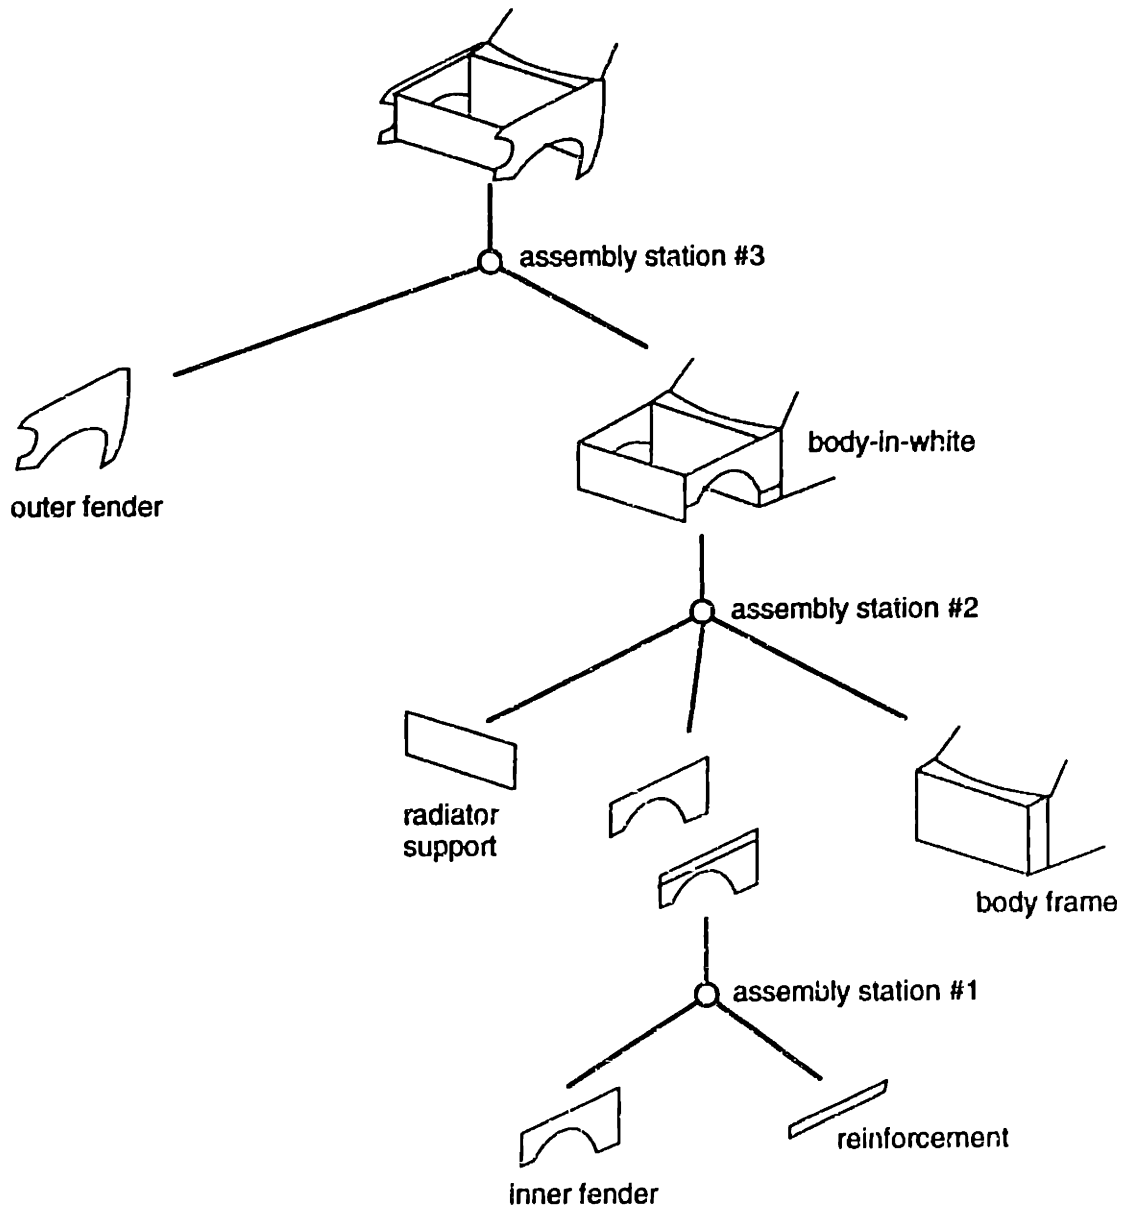 assembly station #3
outer fender
body-in-white
assembly station #2
radiator
support
body frame
assembly station #1
reinforcement
inner fender